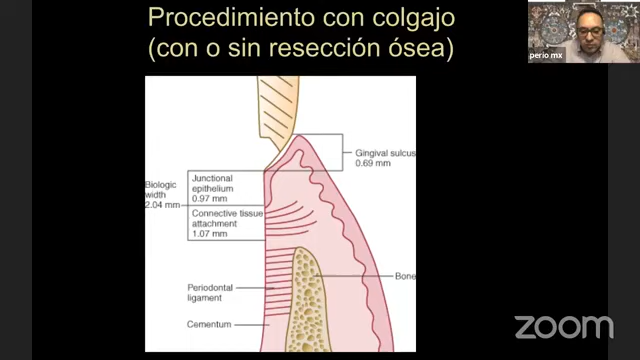 Procedimiento con colgajo
(con o sin resección ósea)
perio mx
Gingival sulcus
0.69 mm
Junctional
epithelium
0.97 mm
Biologic
width
2.04 mm
Connective tissue
attachment
1.07 mm
Bone
Periodontal
ligament
Cementum
zoom